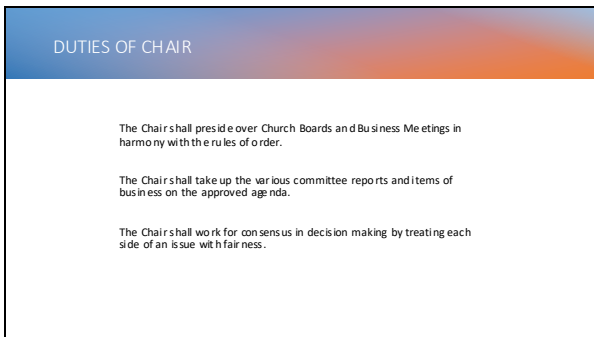 DUTIES OF CHAIR
The Chair shall preside over Church Boards and Business Meetings in
harmony with the rules of order.
The Chair shall take up the various committee reports and items of
business on the approved agenda.
The Chair shall work for consensus in decision making by treating each
side of an issue with fairness.